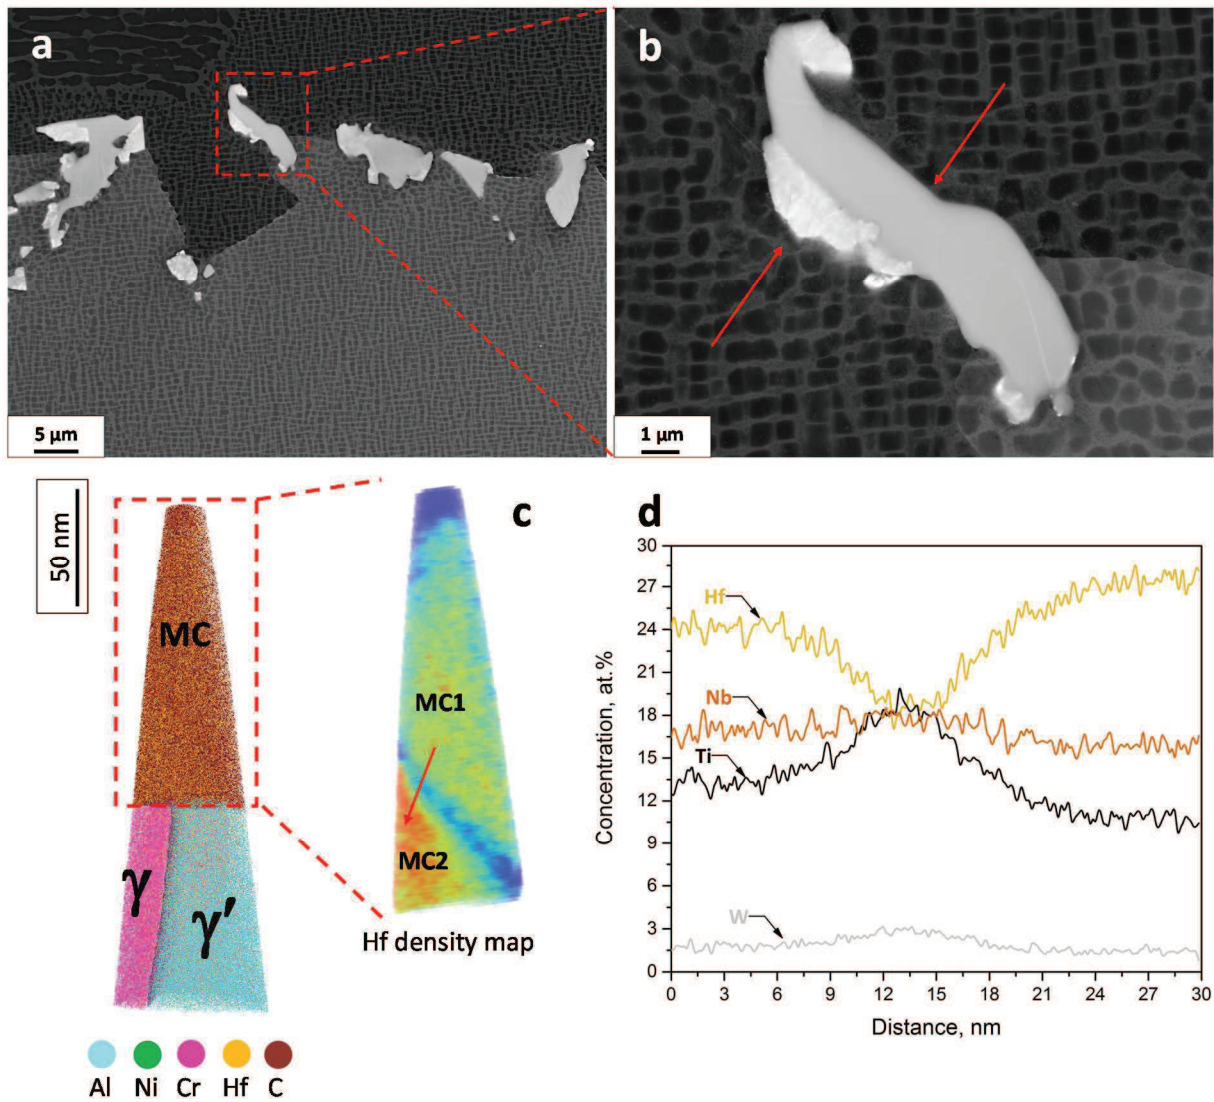 a
5 µm
b
1 µm
50 nm
MC
γ
γ′
Al Ni Cr Hf C
c
MC1
MC2
Hf density map
d
Concentration, at.%
30
27
24
21
18
15
12
9
6
3
0
Hf
Nb
Ti
W
0 3 6 9 12 15 18 21 24 27 30
Distance, nm